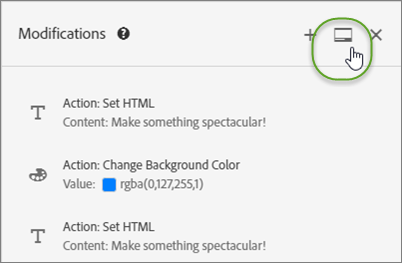 Modifications ?
Action: Set HTML
Content: Make something spectacular!
Action: Change Background Color
Value: rgba(0,127,255,1)
Action: Set HTML
Content: Make something spectacular!